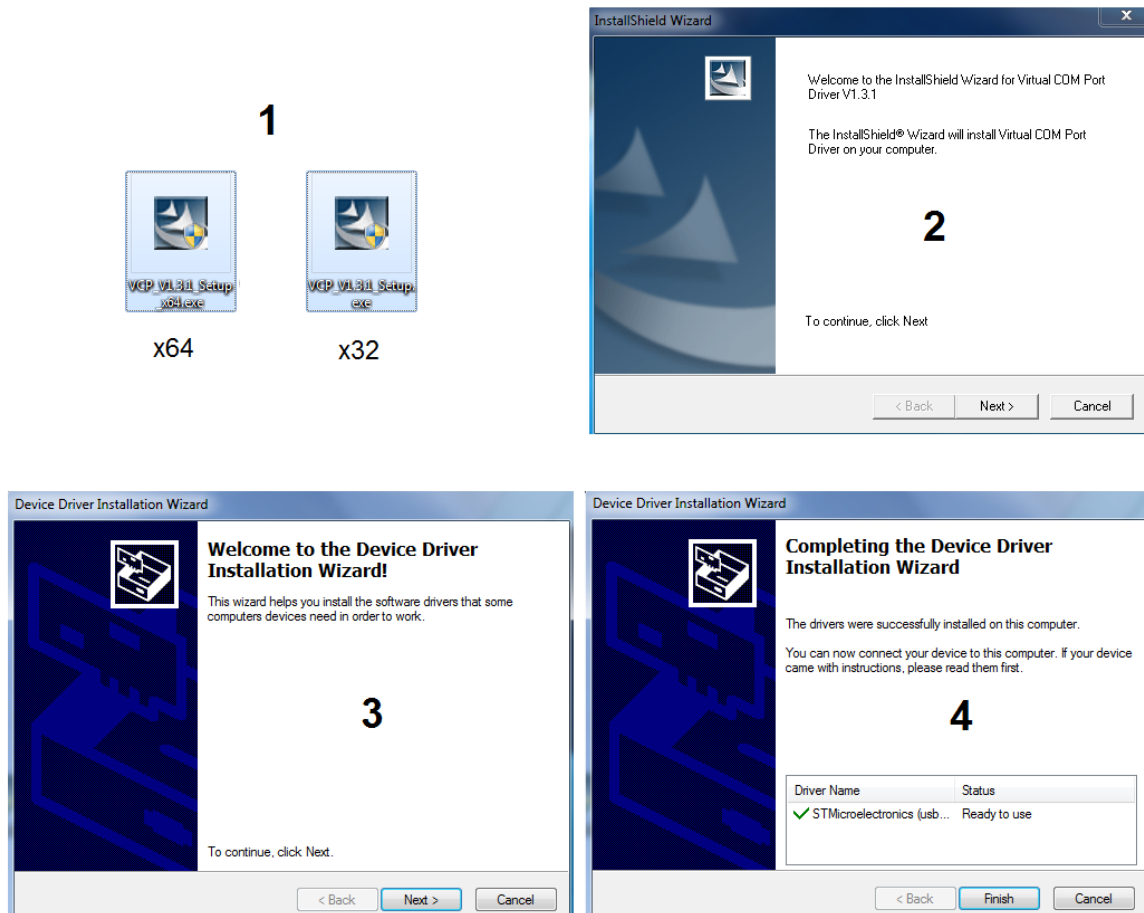 1
VCP_V1.3.1_Setup_
_x64.exe
VCP_V1.3.1_Setup.
exe
x64
x32
InstallShield Wizard
Welcome to the InstallShield Wizard for Virtual COM Port
Driver V1.3.1
The InstallShield® Wizard will install Virtual COM Port
Driver on your computer.
2
To continue, click Next
< Back
Next >
Cancel
Device Driver Installation Wizard
Welcome to the Device Driver
Installation Wizard!
This wizard helps you install the software drivers that some
computers devices need in order to work.
3
To continue, click Next.
< Back
Next >
Cancel
Device Driver Installation Wizard
Completing the Device Driver
Installation Wizard
The drivers were successfully installed on this computer.
You can now connect your device to this computer. If your device
came with instructions, please read them first.
4
Driver Name Status
STMicroelectronics (usb... Ready to use
< Back
Finish
Cancel